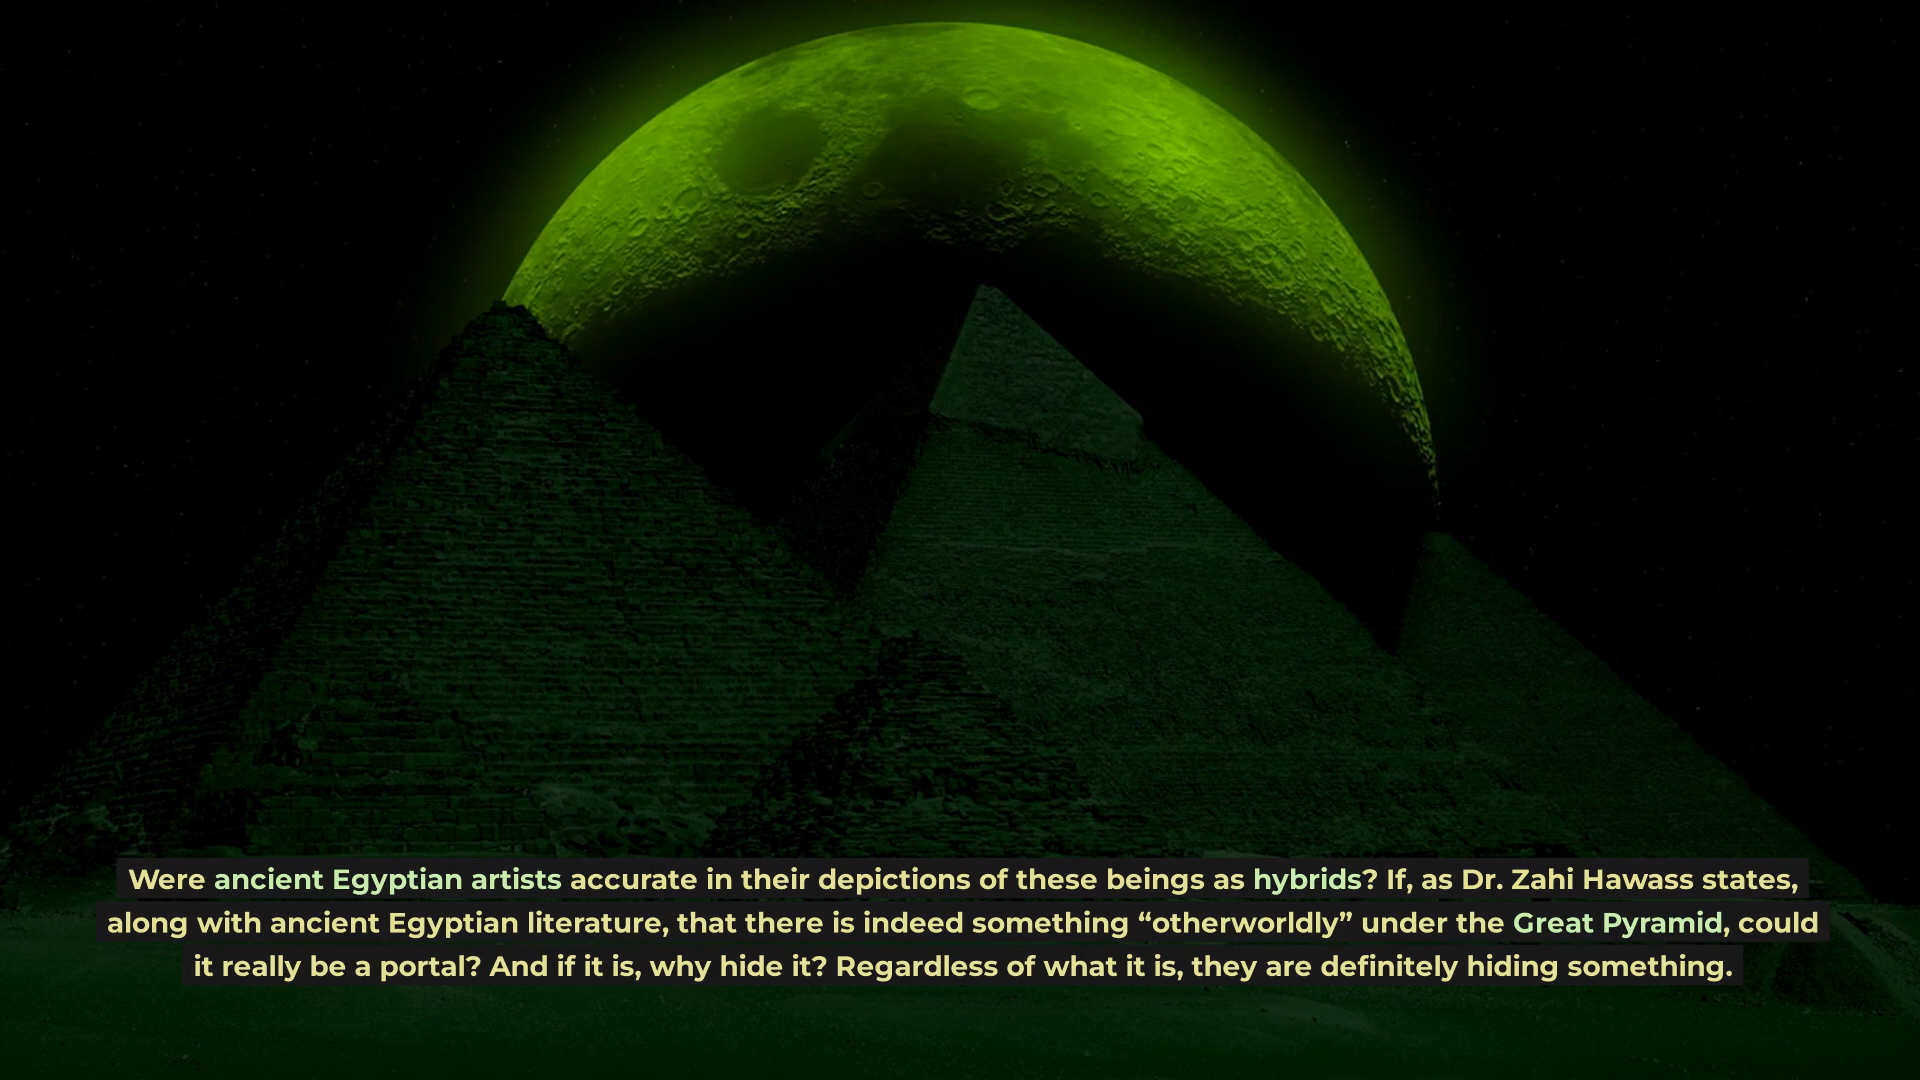 Were ancient Egyptian artists accurate in their depictions of these beings as hybrids? If, as Dr. Zahi Hawass states,
along with ancient Egyptian literature, that there is indeed something “otherworldly” under the Great Pyramid, could
it really be a portal? And if it is, why hide it? Regardless of what it is, they are definitely hiding something.